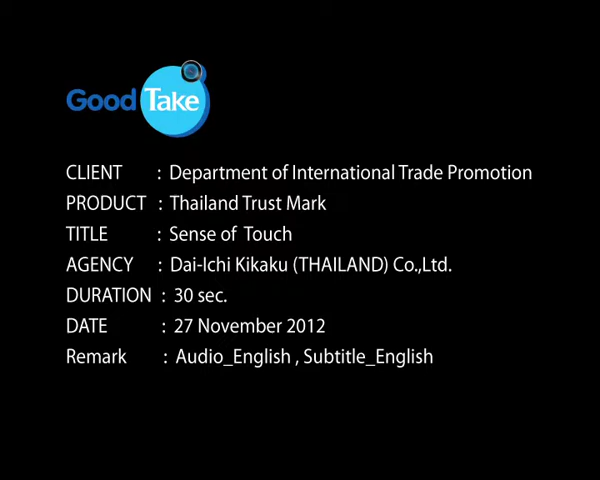 Good Take
CLIENT : Department of International Trade Promotion
PRODUCT : Thailand Trust Mark
TITLE : Sense of Touch
AGENCY : Dai-Ichi Kikaku (THAILAND) Co.,Ltd.
DURATION : 30 sec.
DATE : 27 November 2012
Remark : Audio_English , Subtitle_English